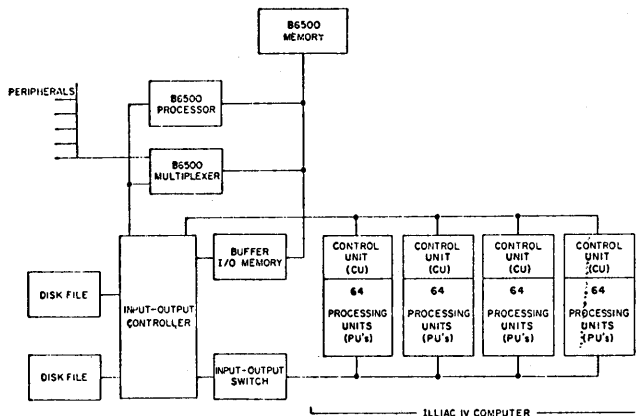 B6500
MEMORY
PERIPHERALS
B6500
PROCESSOR
B6500
MULTIPLEXER
BUFFER
I/O MEMORY
CONTROL
UNIT
(CU)
64
PROCESSING
UNITS
(PU's)
CONTROL
UNIT
(CU)
64
PROCESSING
UNITS
(PU's)
CONTROL
UNIT
(CU)
64
PROCESSING
UNITS
(PU's)
CONTROL
UNIT
(CU)
64
PROCESSING
UNITS
(PU's)
DISK FILE
INPUT-OUTPUT
CONTROLLER
DISK FILE
INPUT-OUTPUT
SWITCH
ILLIAC IV COMPUTER